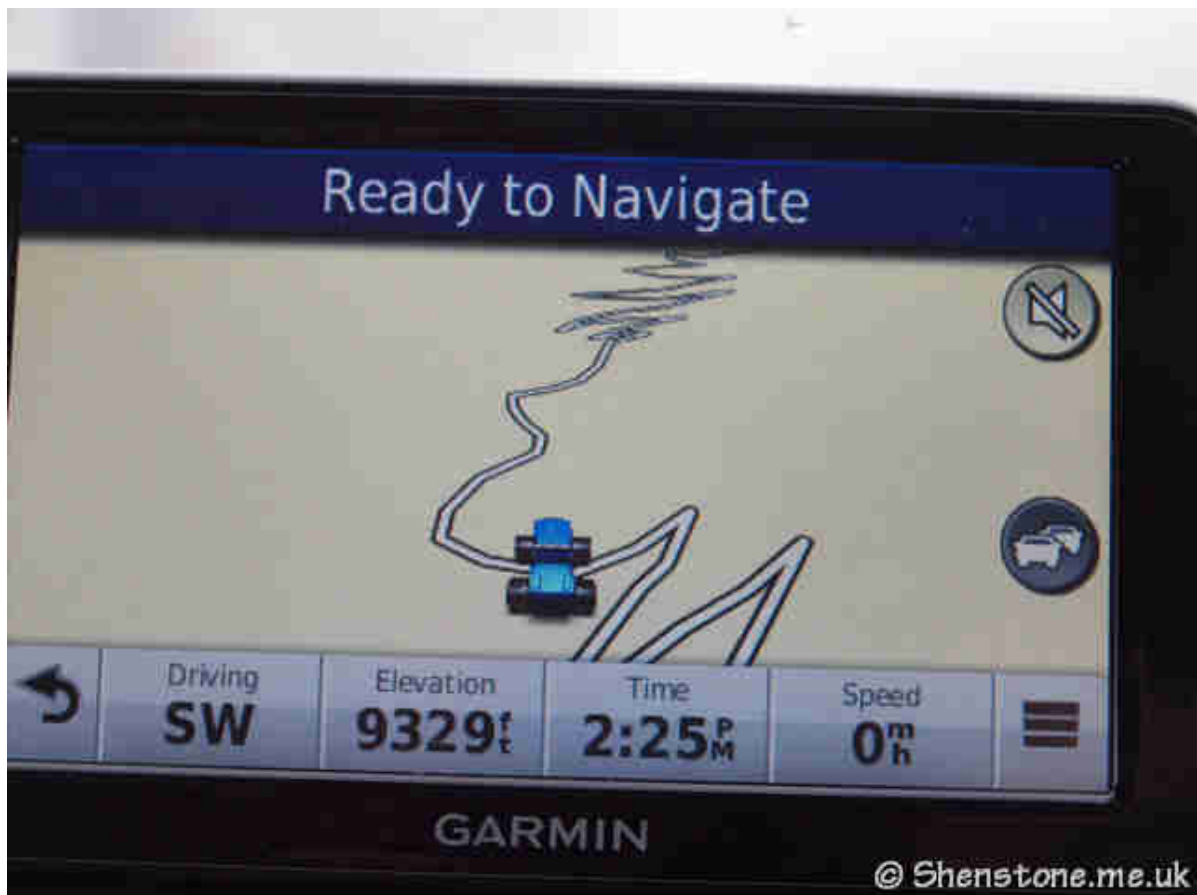 Ready to Navigate
Driving Elevation Time Speed
SW 9329ft 2:25PM 0mh
GARMIN
© Shenstone.me.uk